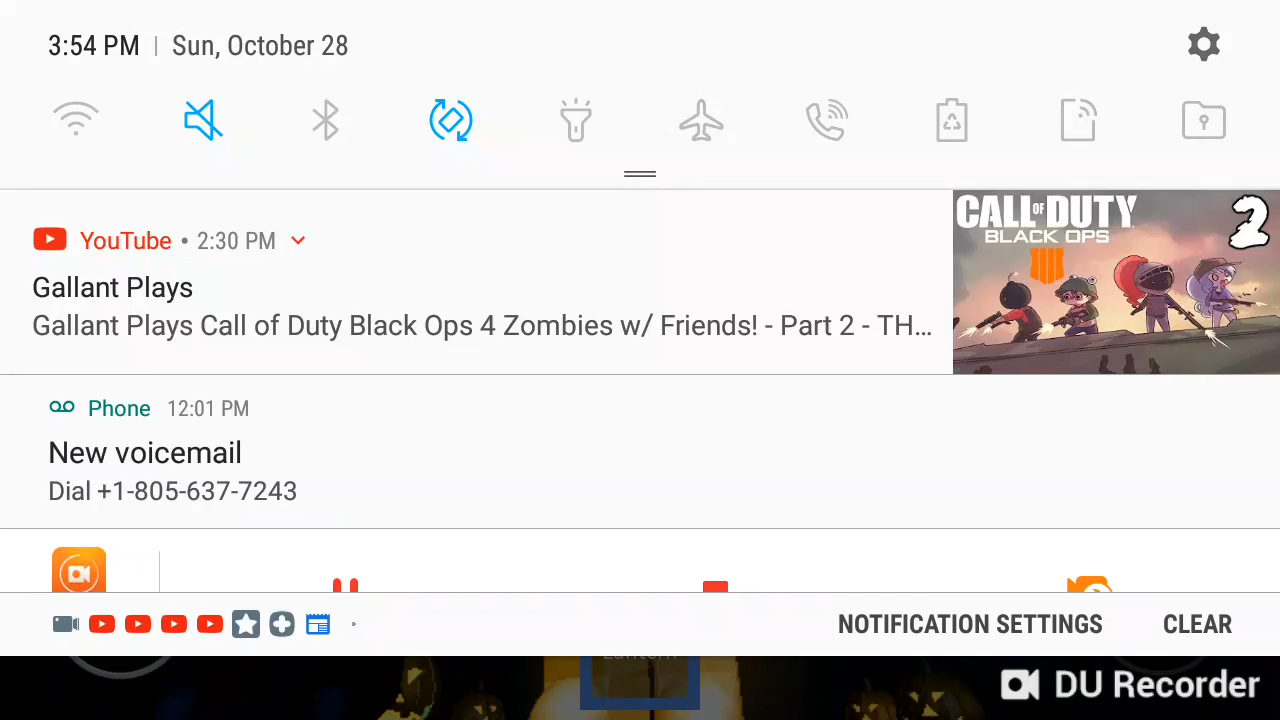 3:54 PM | Sun, October 28
YouTube • 2:30 PM
Gallant Plays
Gallant Plays Call of Duty Black Ops 4 Zombies w/ Friends! - Part 2 - TH...
CALL OF DUTY
BLACK OPS
2
Phone 12:01 PM
New voicemail
Dial +1-805-637-7243
NOTIFICATION SETTINGS CLEAR
Lantern
DU Recorder